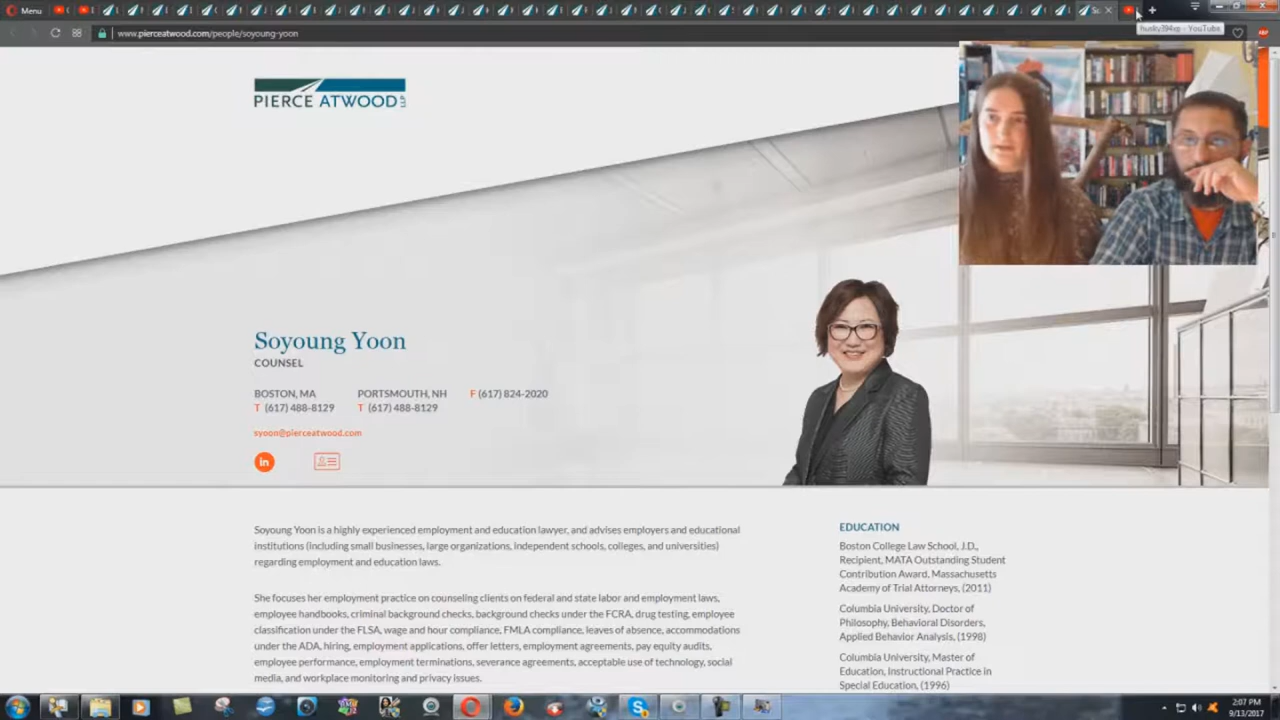 Menu
www.pierceatwood.com/people/soyoung-yoon
husky394xp - YouTube
PIERCE ATWOOD LLP
Soyoung Yoon
COUNSEL
BOSTON, MA
T (617) 488-8129
PORTSMOUTH, NH
T (617) 488-8129
F (617) 824-2020
syoon@pierceatwood.com
in
Soyoung Yoon is a highly experienced employment and education lawyer, and advises employers and educational
institutions (including small businesses, large organizations, independent schools, colleges, and universities)
regarding employment and education laws.
She focuses her employment practice on counseling clients on federal and state labor and employment laws,
employee handbooks, criminal background checks, background checks under the FCRA, drug testing, employee
classification under the FLSA, wage and hour compliance, FMLA compliance, leaves of absence, accommodations
under the ADA, hiring, employment applications, offer letters, employment agreements, pay equity audits,
employee performance, employment terminations, severance agreements, acceptable use of technology, social
media, and workplace monitoring and privacy issues.
EDUCATION
Boston College Law School, J.D.,
Recipient, MATA Outstanding Student
Contribution Award, Massachusetts
Academy of Trial Attorneys, (2011)
Columbia University, Doctor of
Philosophy, Behavioral Disorders,
Applied Behavior Analysis, (1998)
Columbia University, Master of
Education, Instructional Practice in
Special Education, (1996)
2:07 PM
9/13/2017